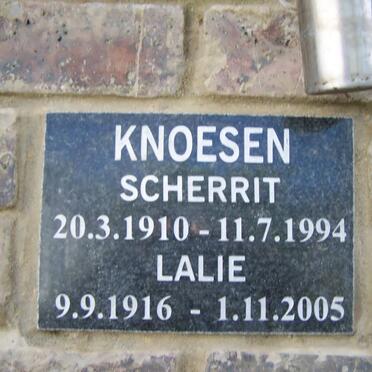 KNOESEN
SCHERRIT
20.3.1910 - 11.7.1994
LALIE
9.9.1916 - 1.11.2005